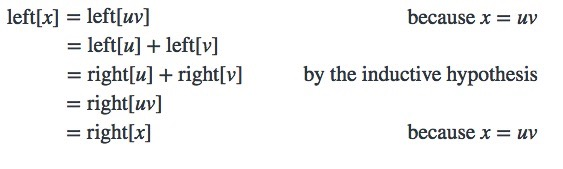 left[x] = left[uv] because x = uv
= left[u] + left[v]
= right[u] + right[v] by the inductive hypothesis
= right[uv]
= right[x] because x = uv